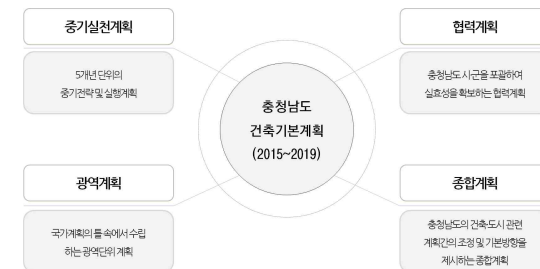 중기실천계획
5개년 단위의
중기전략 및 실행계획
협력계획
충청남도 시·군을 포괄하여
실효성을 확보하는 협력계획
충청남도
건축기본계획
(2015~2019)
광역계획
국가계획의 틀 속에서 수립
하는 광역단위 계획
종합계획
충청남도의 건축·도시 관련
계획간의 조정 및 기본방향을
제시하는 종합계획